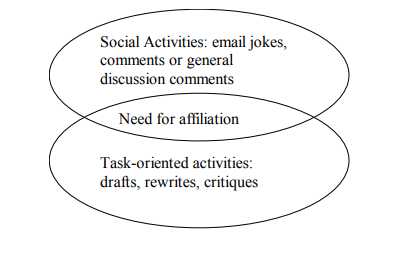 Social Activities: email jokes,
comments or general
discussion comments
Need for affiliation
Task-oriented activities:
drafts, rewrites, critiques